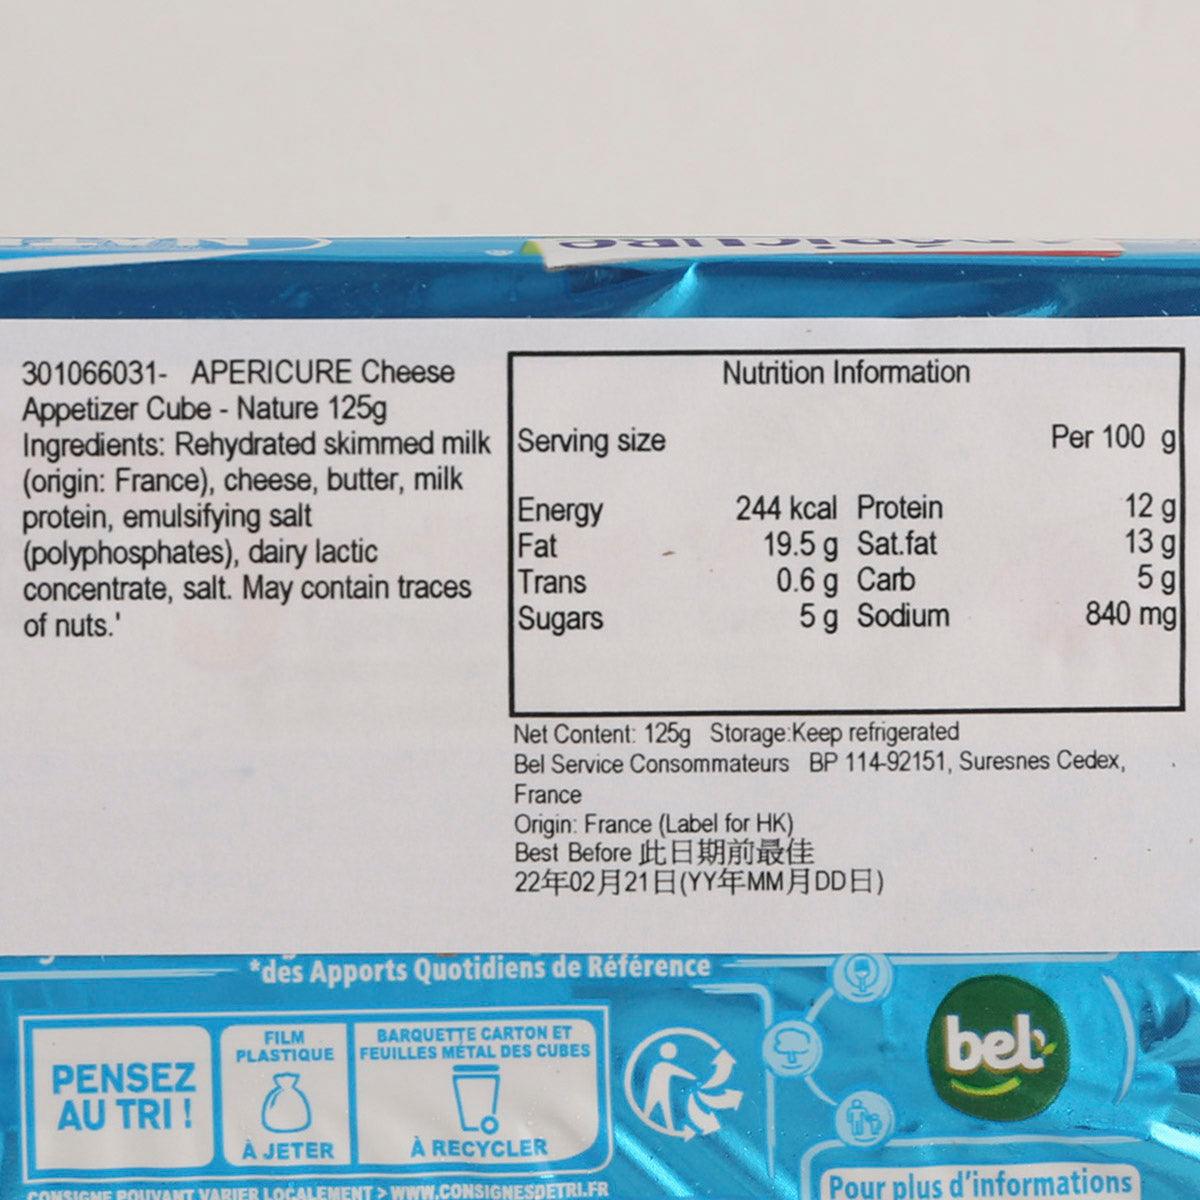 301066031- APERICURE Cheese
Appetizer Cube - Nature 125g
Ingredients: Rehydrated skimmed milk
(origin: France), cheese, butter, milk
protein, emulsifying salt
(polyphosphates), dairy lactic
concentrate, salt. May contain traces
of nuts.'
Nutrition Information
Serving size Per 100 g
Energy 244 kcal Protein 12 g
Fat 19.5 g Sat.fat 13 g
Trans 0.6 g Carb 5 g
Sugars 5 g Sodium 840 mg
Net Content: 125g Storage:Keep refrigerated
Bel Service Consommateurs BP 114-92151, Suresnes Cedex,
France
Origin: France (Label for HK)
Best Before 此日期前最佳
22年02月21日(YY年MM月DD日)
*des Apports Quotidiens de Référence
PENSEZ
AU TRI !
FILM
PLASTIQUE
À JETER
BARQUETTE CARTON ET
FEUILLES MÉTAL DES CUBES
À RECYCLER
bel
CONSIGNE POUVANT VARIER LOCALEMENT > WWW.CONSIGNESDETRI.FR
Pour plus d'informations